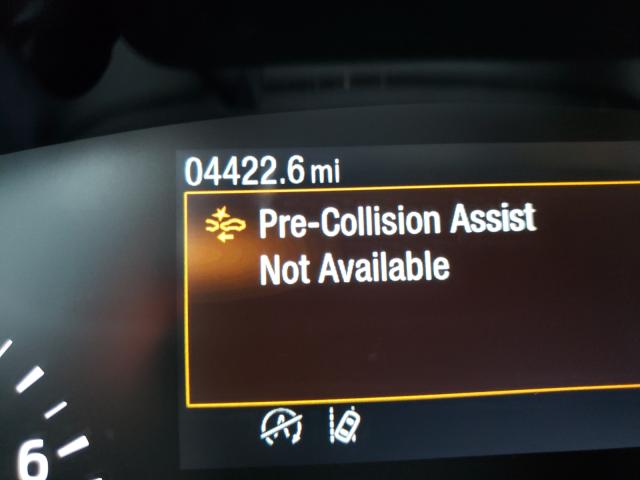 04422.6 mi
Pre-Collision Assist
Not Available
A
6